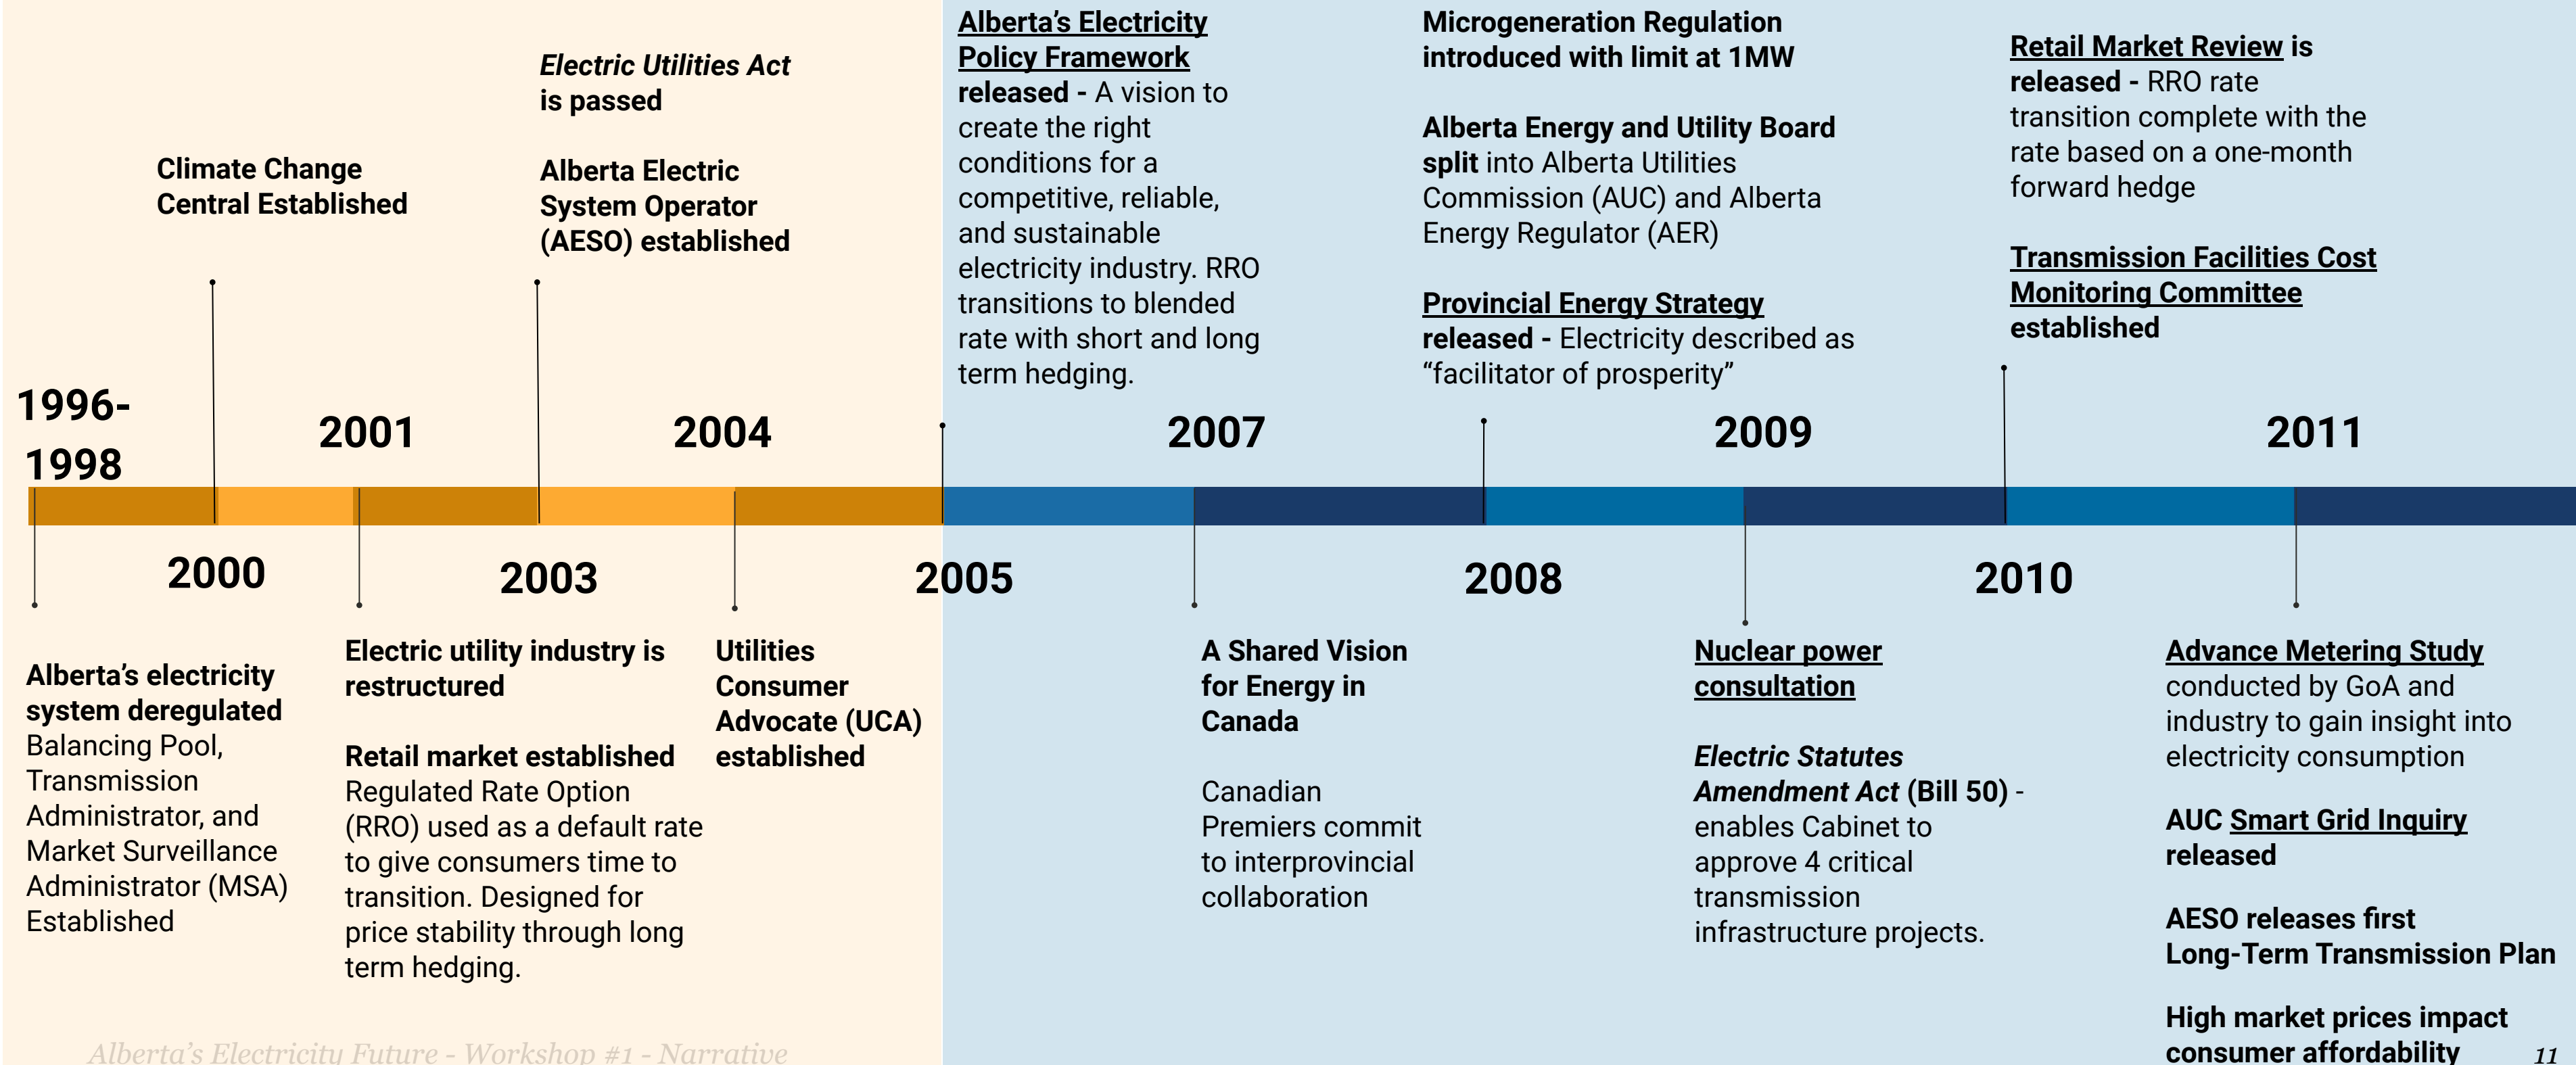 Climate Change
Central Established
Electric Utilities Act
is passed
Alberta Electric
System Operator
(AESO) established
Alberta’s Electricity
Policy Framework
released - A vision to
create the right
conditions for a
competitive, reliable,
and sustainable
electricity industry. RRO
transitions to blended
rate with short and long
term hedging.
Microgeneration Regulation
introduced with limit at 1MW
Alberta Energy and Utility Board
split into Alberta Utilities
Commission (AUC) and Alberta
Energy Regulator (AER)
Provincial Energy Strategy
released - Electricity described as
“facilitator of prosperity”
Retail Market Review is
released - RRO rate
transition complete with the
rate based on a one-month
forward hedge
Transmission Facilities Cost
Monitoring Committee
established
1996-
1998
2001
2004
2007
2009
2011
2000
2003
2005
2008
2010
Alberta’s electricity
system deregulated
Balancing Pool,
Transmission
Administrator, and
Market Surveillance
Administrator (MSA)
Established
Electric utility industry is
restructured
Retail market established
Regulated Rate Option
(RRO) used as a default rate
to give consumers time to
transition. Designed for
price stability through long
term hedging.
Utilities
Consumer
Advocate (UCA)
established
A Shared Vision
for Energy in
Canada
Canadian
Premiers commit
to interprovincial
collaboration
Nuclear power
consultation
Electric Statutes
Amendment Act (Bill 50) -
enables Cabinet to
approve 4 critical
transmission
infrastructure projects.
Advance Metering Study
conducted by GoA and
industry to gain insight into
electricity consumption
AUC Smart Grid Inquiry
released
AESO releases first
Long-Term Transmission Plan
High market prices impact
consumer affordability
Alberta’s Electricity Future - Workshop #1 - Narrative
11